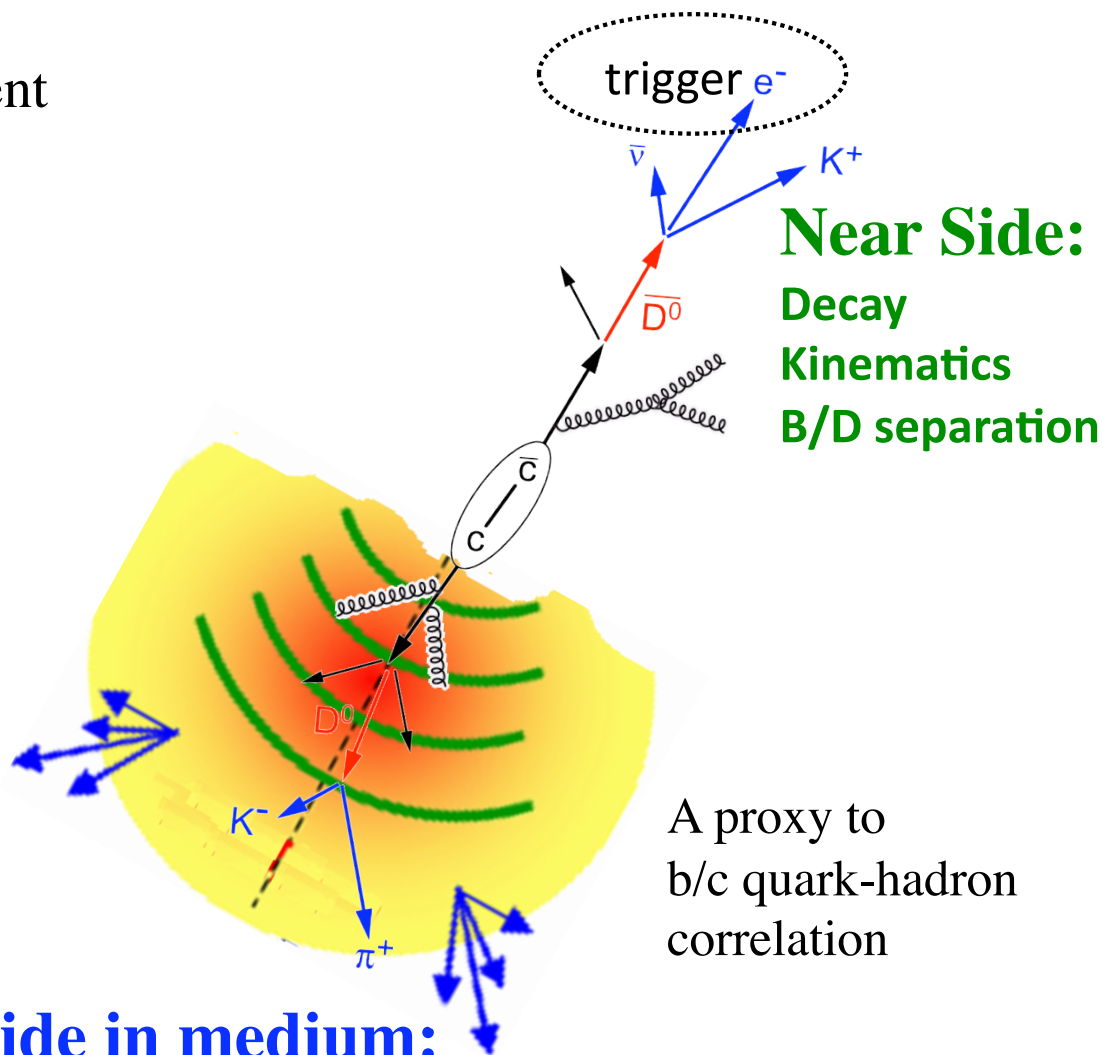 ent
trigger e⁻
ν̄
K⁺
Near Side:
Decay
Kinematics
B/D separation
D̄⁰
c̄
c
D⁰
K⁻
π⁺
A proxy to
b/c quark-hadron
correlation
ide in medium: